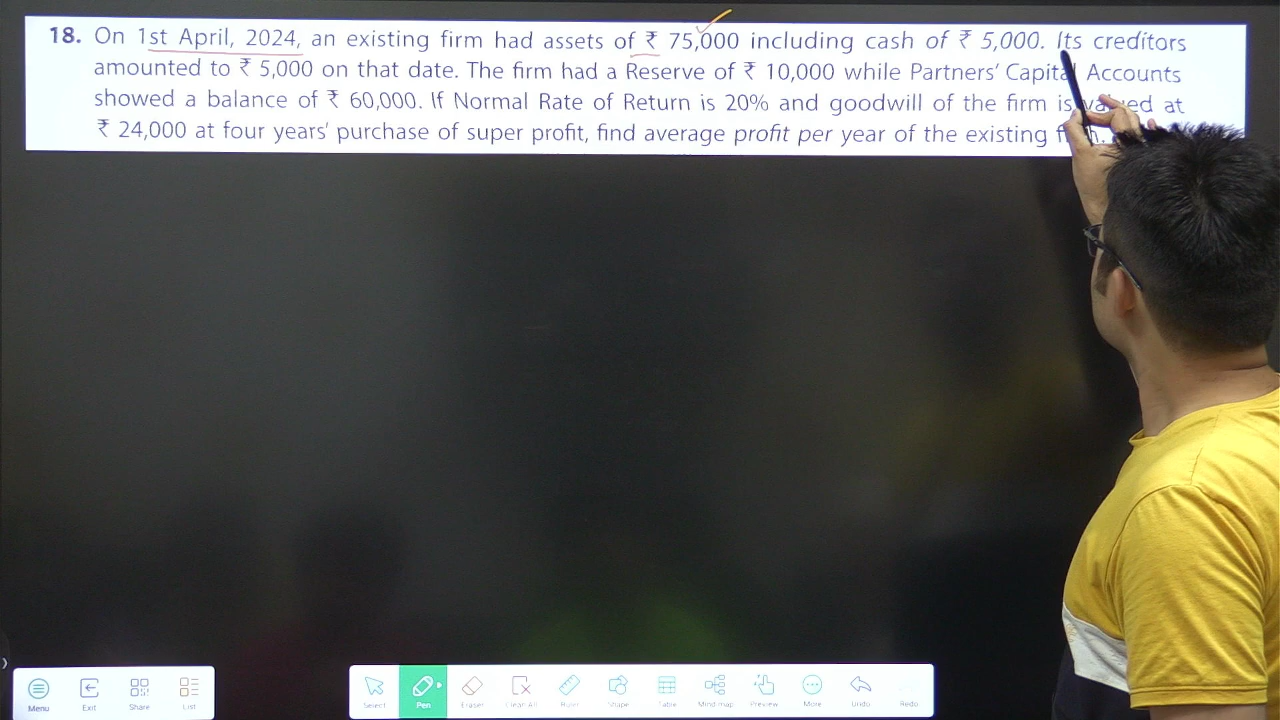 18. On 1st April, 2024, an existing firm had assets of ₹ 75,000 including cash of ₹ 5,000. Its creditors
amounted to ₹ 5,000 on that date. The firm had a Reserve of ₹ 10,000 while Partners' Capital Accounts
showed a balance of ₹ 60,000. If Normal Rate of Return is 20% and goodwill of the firm is valued at
₹ 24,000 at four years' purchase of super profit, find average profit per year of the existing
Menu Exit Share List Select Pen Eraser Clear All Ruler Shape Table Mind map Preview More Undo Redo